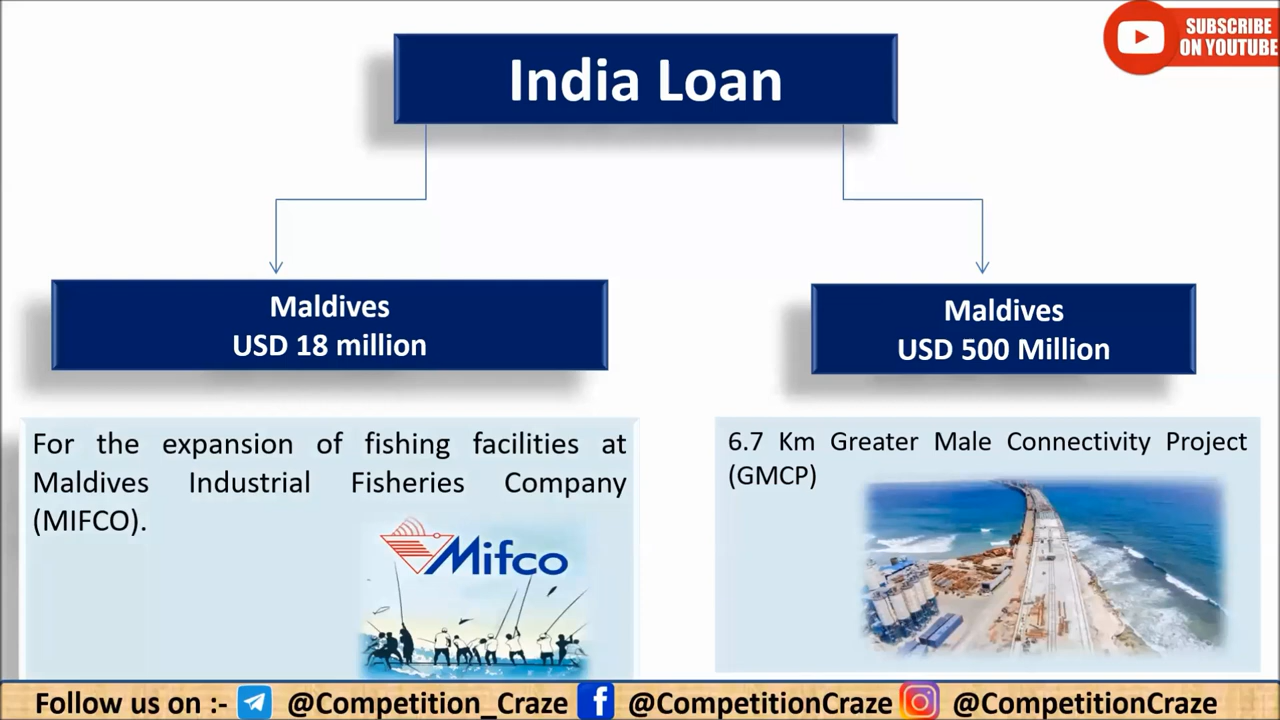 SUBSCRIBE
ON YOUTUBE
India Loan
Maldives
USD 18 million
Maldives
USD 500 Million
For the expansion of fishing facilities at
Maldives Industrial Fisheries Company
(MIFCO).
Mifco
6.7 Km Greater Male Connectivity Project
(GMCP)
Follow us on :- @Competition_Craze @CompetitionCraze @CompetitionCraze